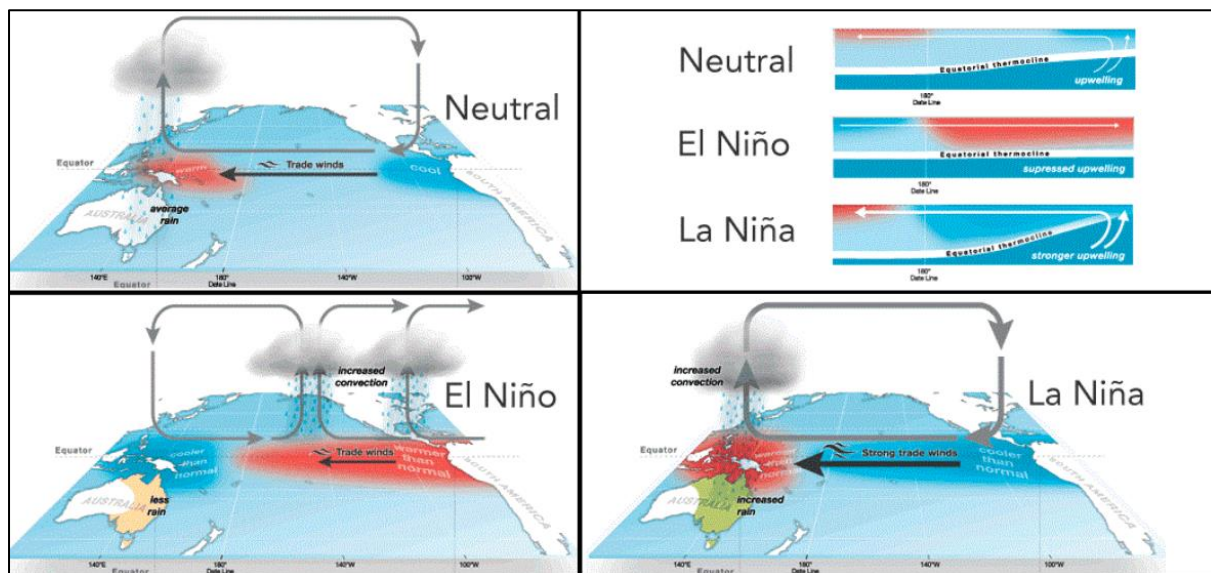 Neutral
Equator
Trade winds
warm
cool
AUSTRALIA
average
rain
SOUTH AMERICA
140°E
180°
Date Line
140°W
100°W
Equator
Neutral
Equatorial thermocline
upwelling
180°
Date Line
El Niño
Equatorial thermocline
supressed upwelling
180°
Date Line
La Niña
Equatorial thermocline
stronger upwelling
180°
Date Line
increased
convection
El Niño
Equator
cooler
than
normal
Trade winds
warmer
than
normal
AUSTRALIA
less
rain
SOUTH AMERICA
140°E
180°
Date Line
140°W
100°W
Equator
increased
convection
La Niña
Equator
warmer
than
normal
Strong trade winds
cooler
than
normal
AUSTRALIA
increased
rain
SOUTH AMERICA
140°E
180°
Date Line
140°W
100°W
Equator